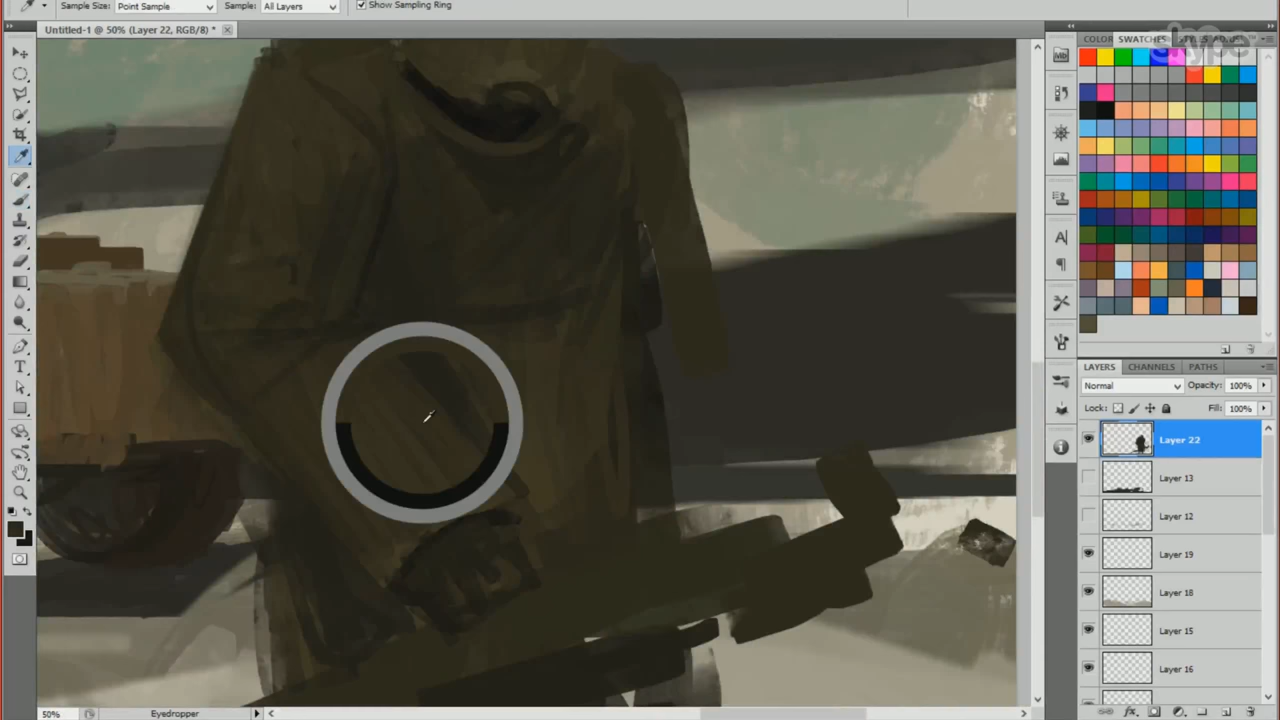 Sample Size: Point Sample Sample: All Layers Show Sampling Ring
Untitled-1 @ 50% (Layer 22, RGB/8) *
COLOR SWATCHES
skype
LAYERS CHANNELS PATHS
Normal Opacity: 100%
Lock: Fill: 100%
Layer 22
Layer 13
Layer 12
Layer 19
Layer 18
Layer 15
Layer 16
50% Eyedropper